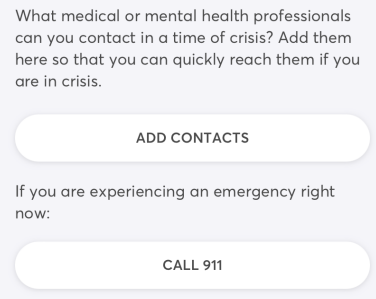 What medical or mental health professionals
can you contact in a time of crisis? Add them
here so that you can quickly reach them if you
are in crisis.
ADD CONTACTS
If you are experiencing an emergency right
now:
CALL 911